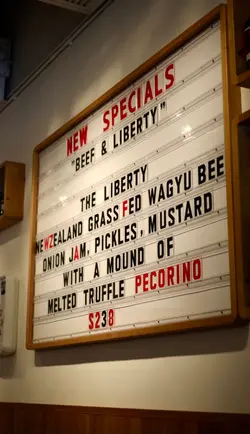 NEW SPECIALS
"BEEF & LIBERTY"
THE LIBERTY
NEWZEALAND GRASS FED WAGYU BEE
ONION JAM, PICKLES, MUSTARD
WITH A MOUND OF
MELTED TRUFFLE PECORINO
$238